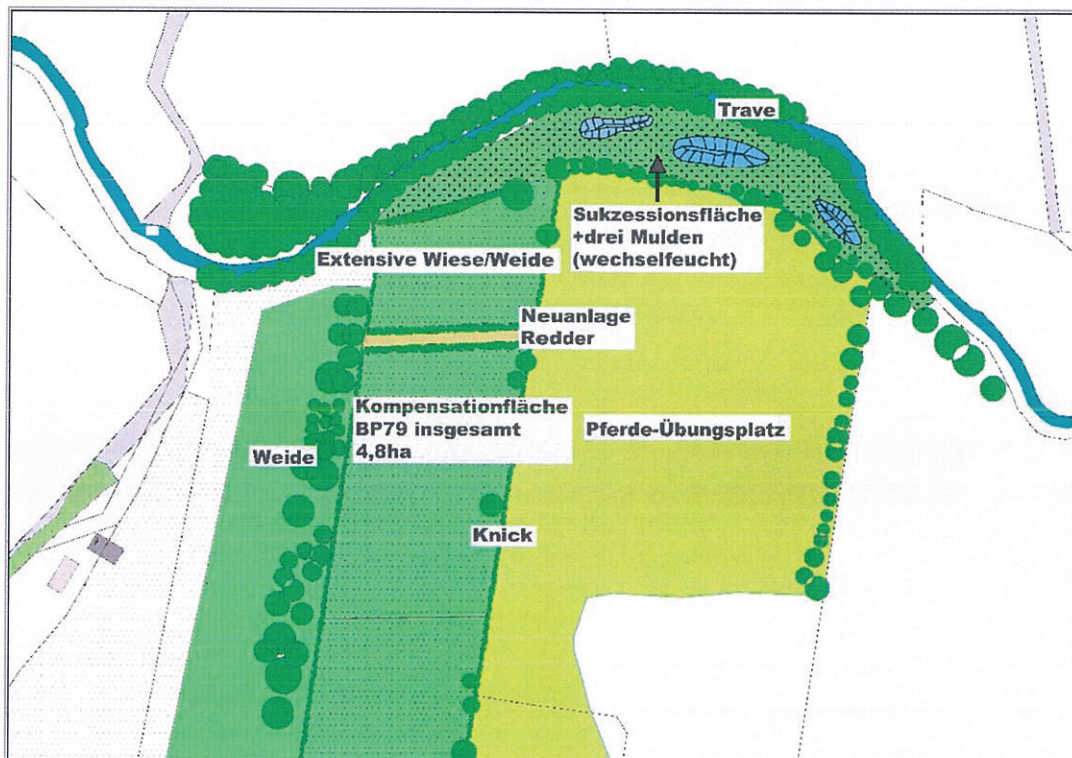 Trave
Sukzessionsfläche
+drei Mulden
(wechselfeucht)
Extensive Wiese/Weide
Neuanlage
Redder
Kompensationfläche
BP79 insgesamt
4,8ha
Pferde-Übungsplatz
Weide
Knick